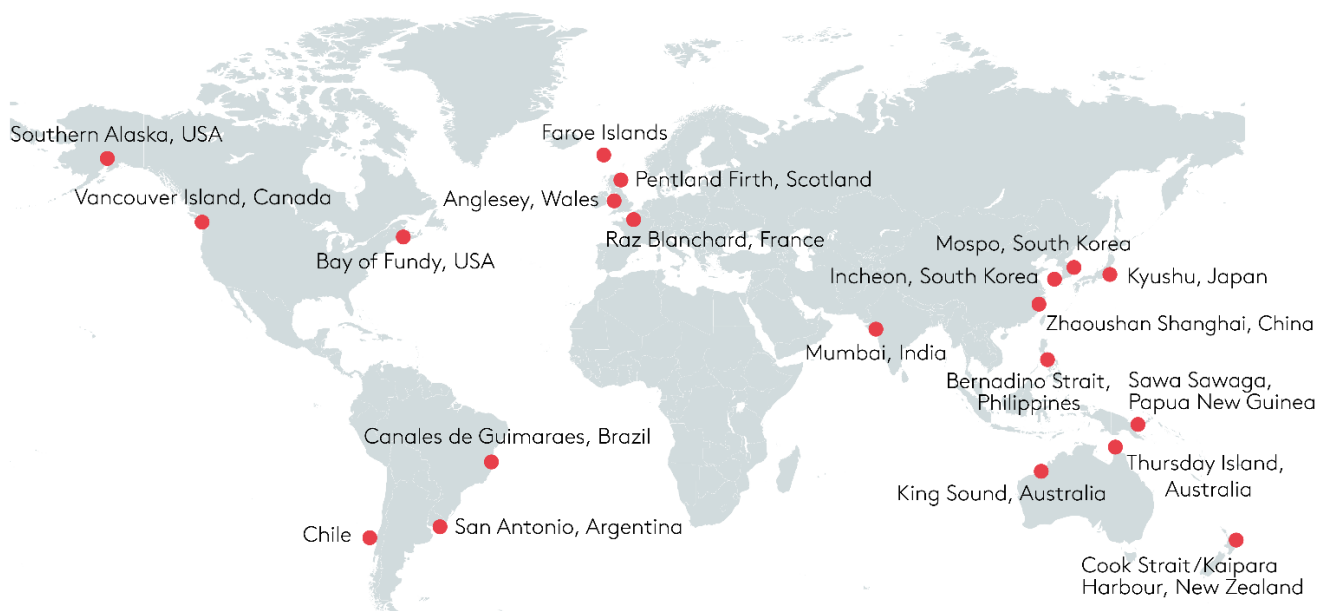 Southern Alaska, USA
Faroe Islands
Pentland Firth, Scotland
Vancouver Island, Canada
Anglesey, Wales
Raz Blanchard, France
Bay of Fundy, USA
Mospo, South Korea
Incheon, South Korea
Kyushu, Japan
Zhaoushan Shanghai, China
Mumbai, India
Bernadino Strait,
Philippines
Sawa Sawaga,
Papua New Guinea
Canales de Guimaraes, Brazil
Thursday Island,
Australia
King Sound, Australia
San Antonio, Argentina
Chile
Cook Strait/Kaipara
Harbour, New Zealand